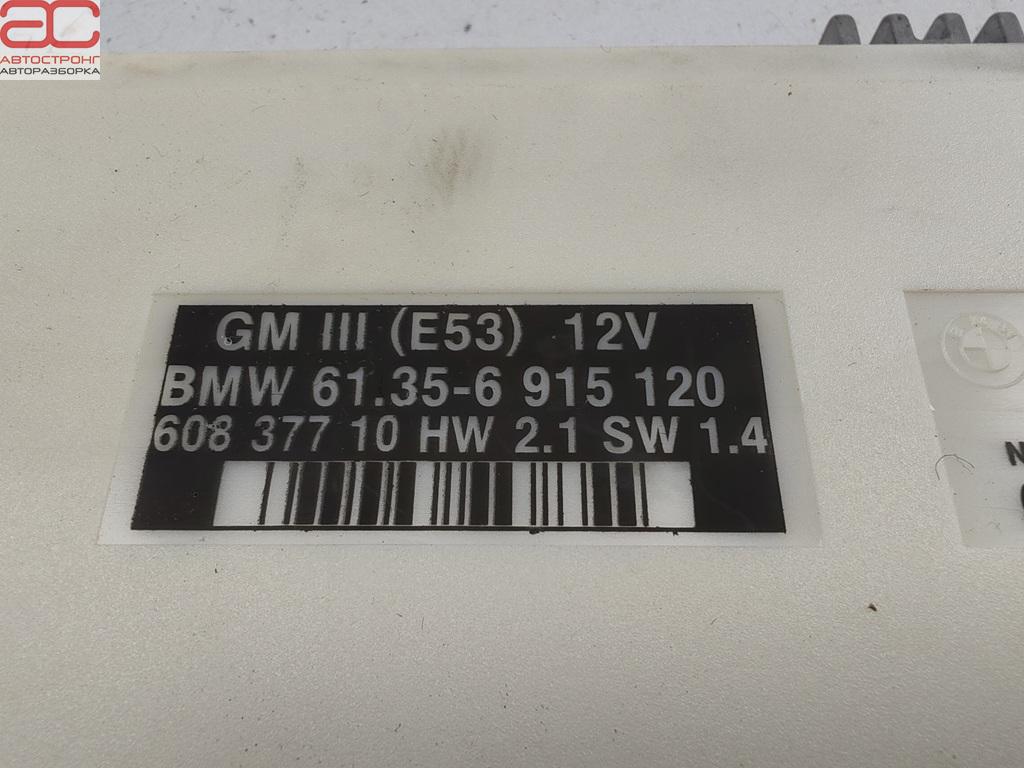 ac
АВТОСТРОНГ
АВТОРАЗБОРКА
GM III (E53) 12V
BMW 61.35-6 915 120
608 377 10 HW 2.1 SW 1.4